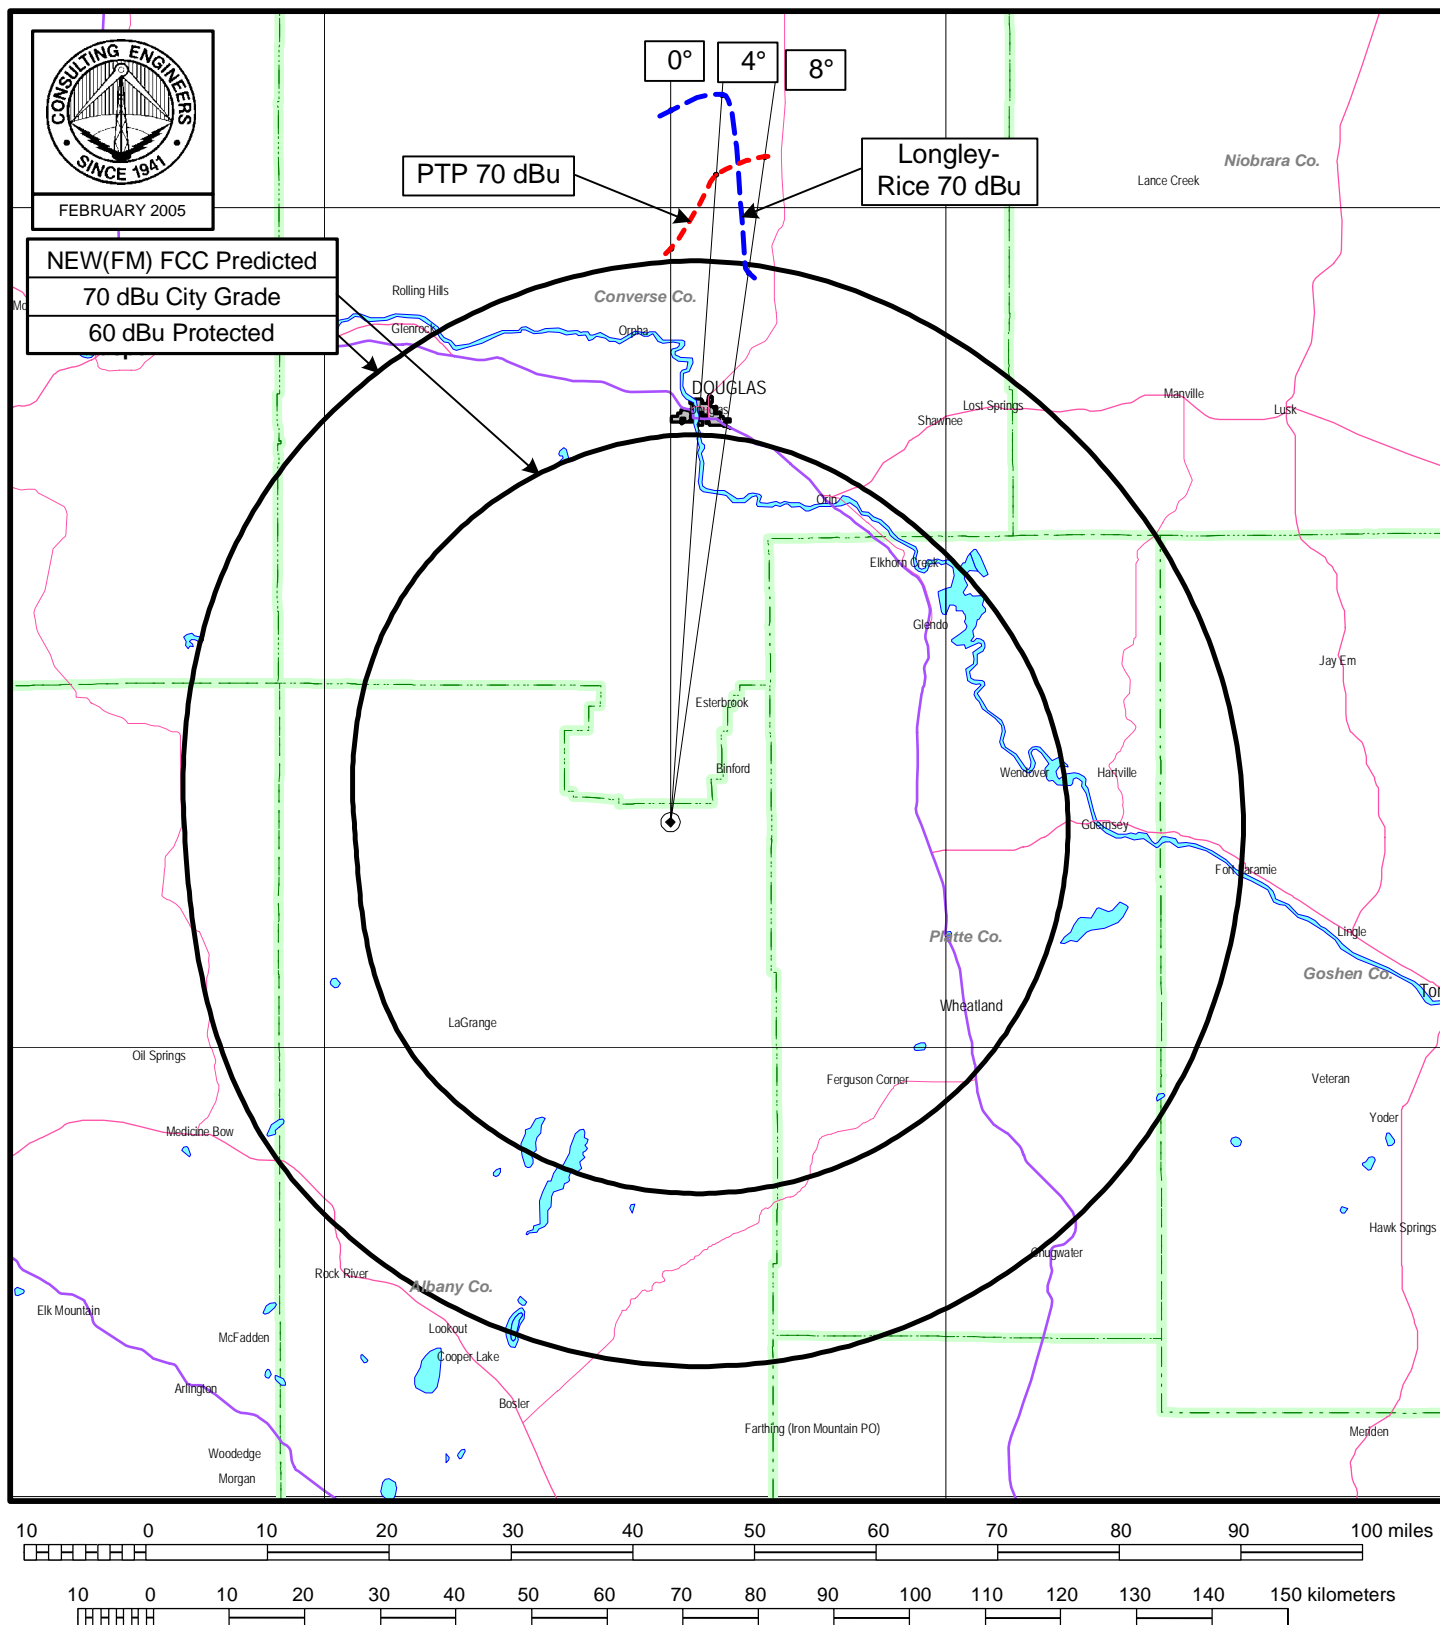 CONSULTING ENGINEERS
• SINCE 1941 •
FEBRUARY 2005
0°
4°
8°
PTP 70 dBu
Longley-
Rice 70 dBu
Niobrara Co.
Lance Creek
NEW(FM) FCC Predicted
70 dBu City Grade
60 dBu Protected
Rolling Hills
Converse Co.
Glenrock
Orpha
DOUGLAS
Douglas
Manville
Lost Springs
Lusk
Shawnee
Orin
Elkhorn Creek
Glendo
Jay Em
Esterbrook
Binford
Wendover
Hartville
Guernsey
Fort Laramie
Platte Co.
Lingle
Goshen Co.
Wheatland
LaGrange
Oil Springs
Ferguson Corner
Veteran
Yoder
Medicine Bow
Hawk Springs
Chugwater
Rock River
Albany Co.
Elk Mountain
McFadden
Lookout
Cooper Lake
Arlington
Bosler
Farthing (Iron Mountain PO)
Meriden
Woodedge
Morgan
10 0 10 20 30 40 50 60 70 80 90 100 miles
10 0 10 20 30 40 50 60 70 80 90 100 110 120 130 140 150 kilometers